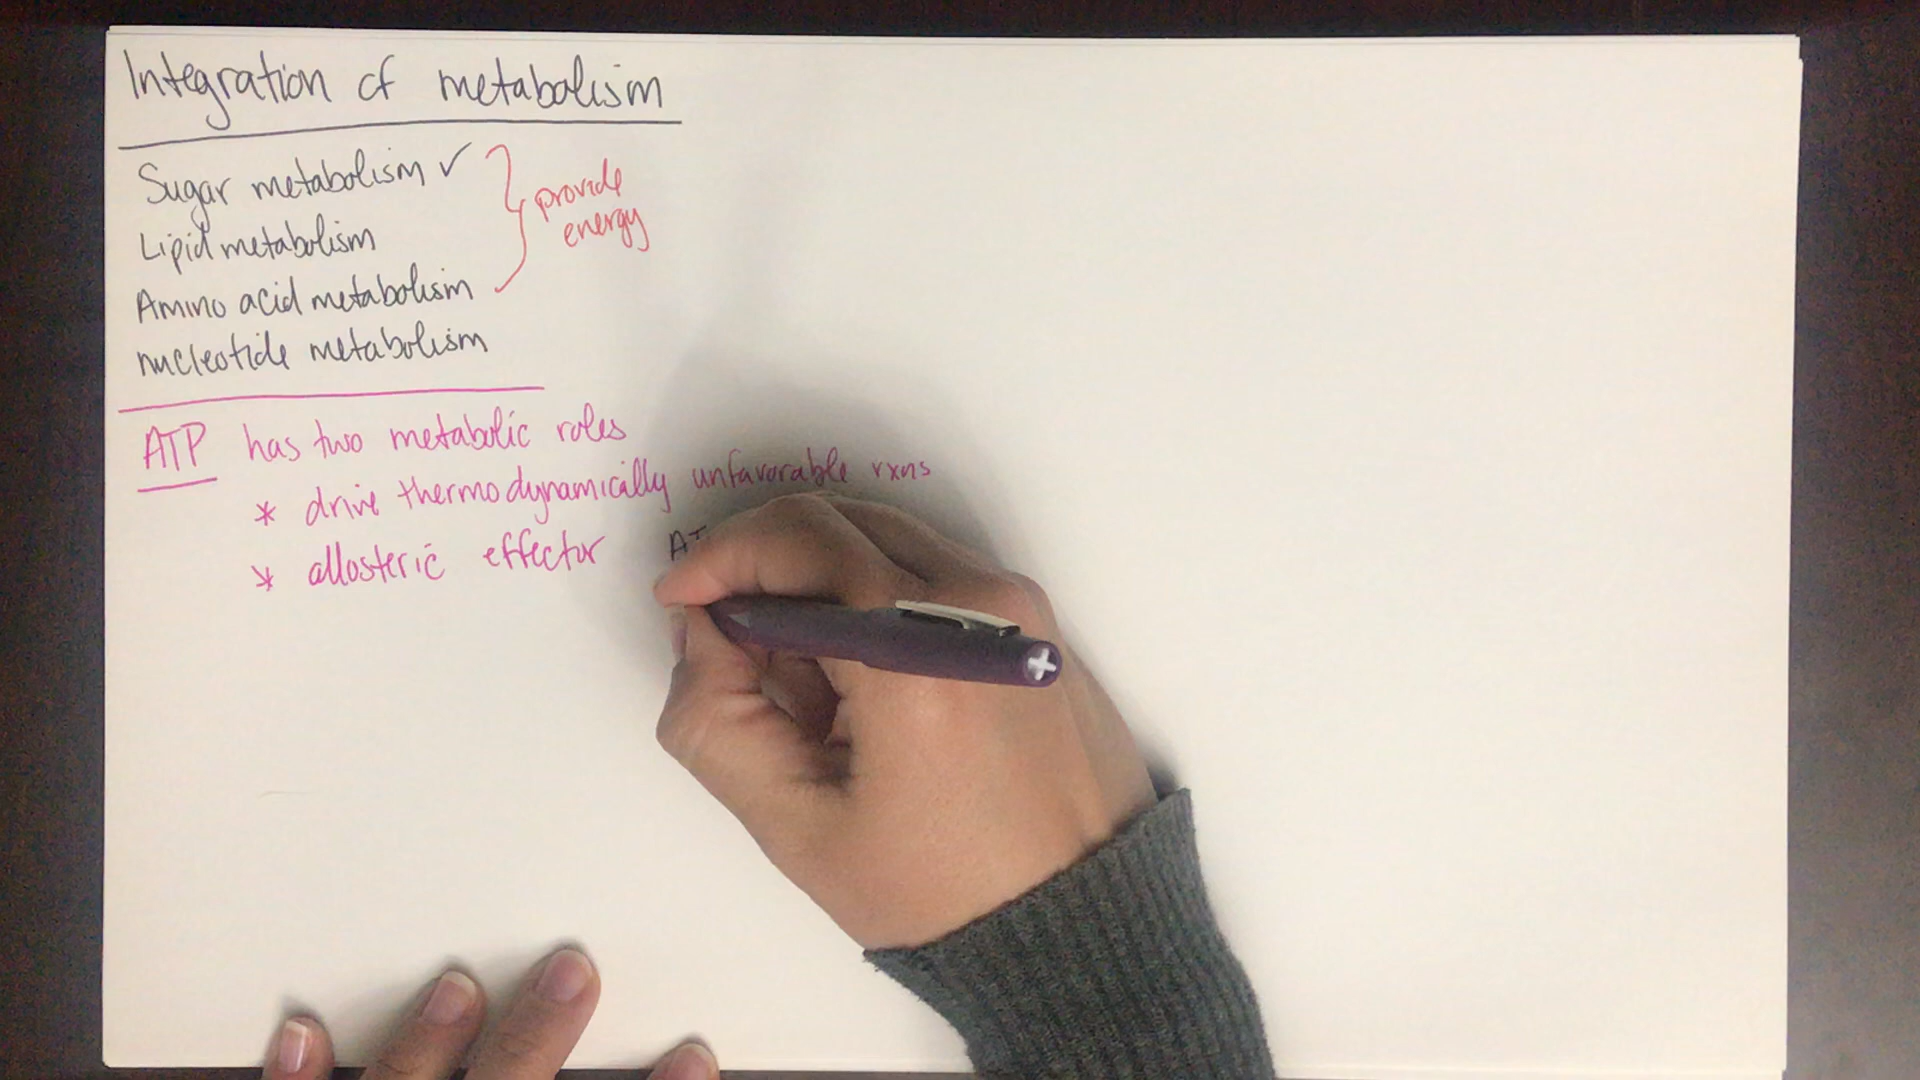 Integration of metabolism
Sugar metabolism ✓
Lipid metabolism
Amino acid metabolism
nucleotide metabolism
provide
energy
ATP has two metabolic roles
* drive thermodynamically unfavorable rxns
* allosteric effector
AT